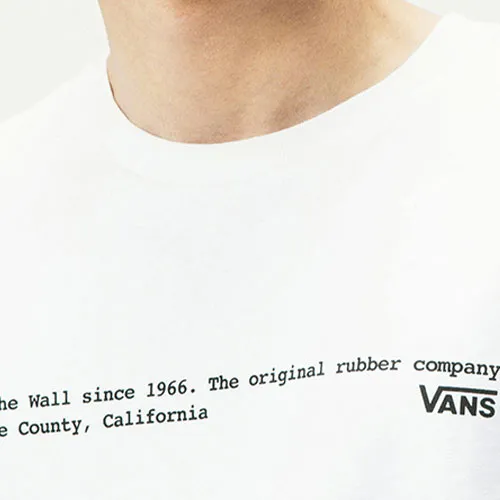 he Wall since 1966. The original rubber company
e County, California
VANS